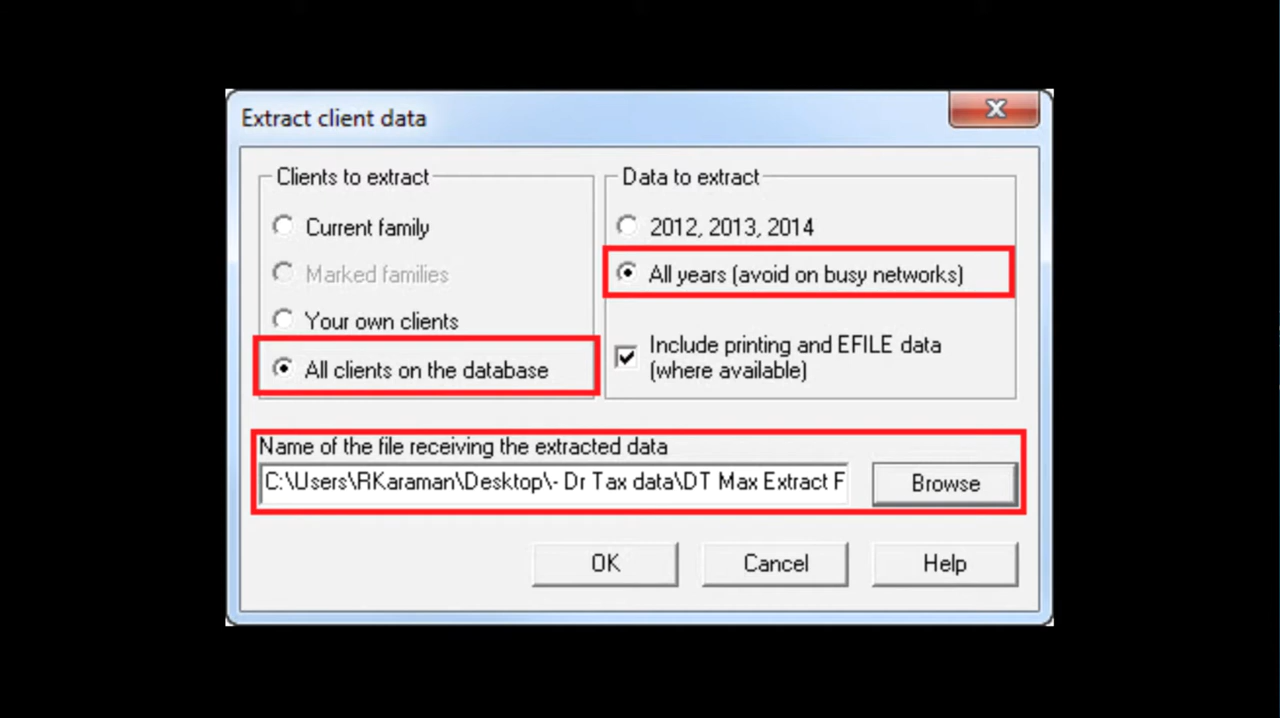 Extract client data
Clients to extract
Current family
Marked families
Your own clients
All clients on the database
Data to extract
2012, 2013, 2014
All years (avoid on busy networks)
Include printing and EFILE data
(where available)
Name of the file receiving the extracted data
C:\Users\RKaraman\Desktop\- Dr Tax data\DT Max Extract F
Browse
OK
Cancel
Help